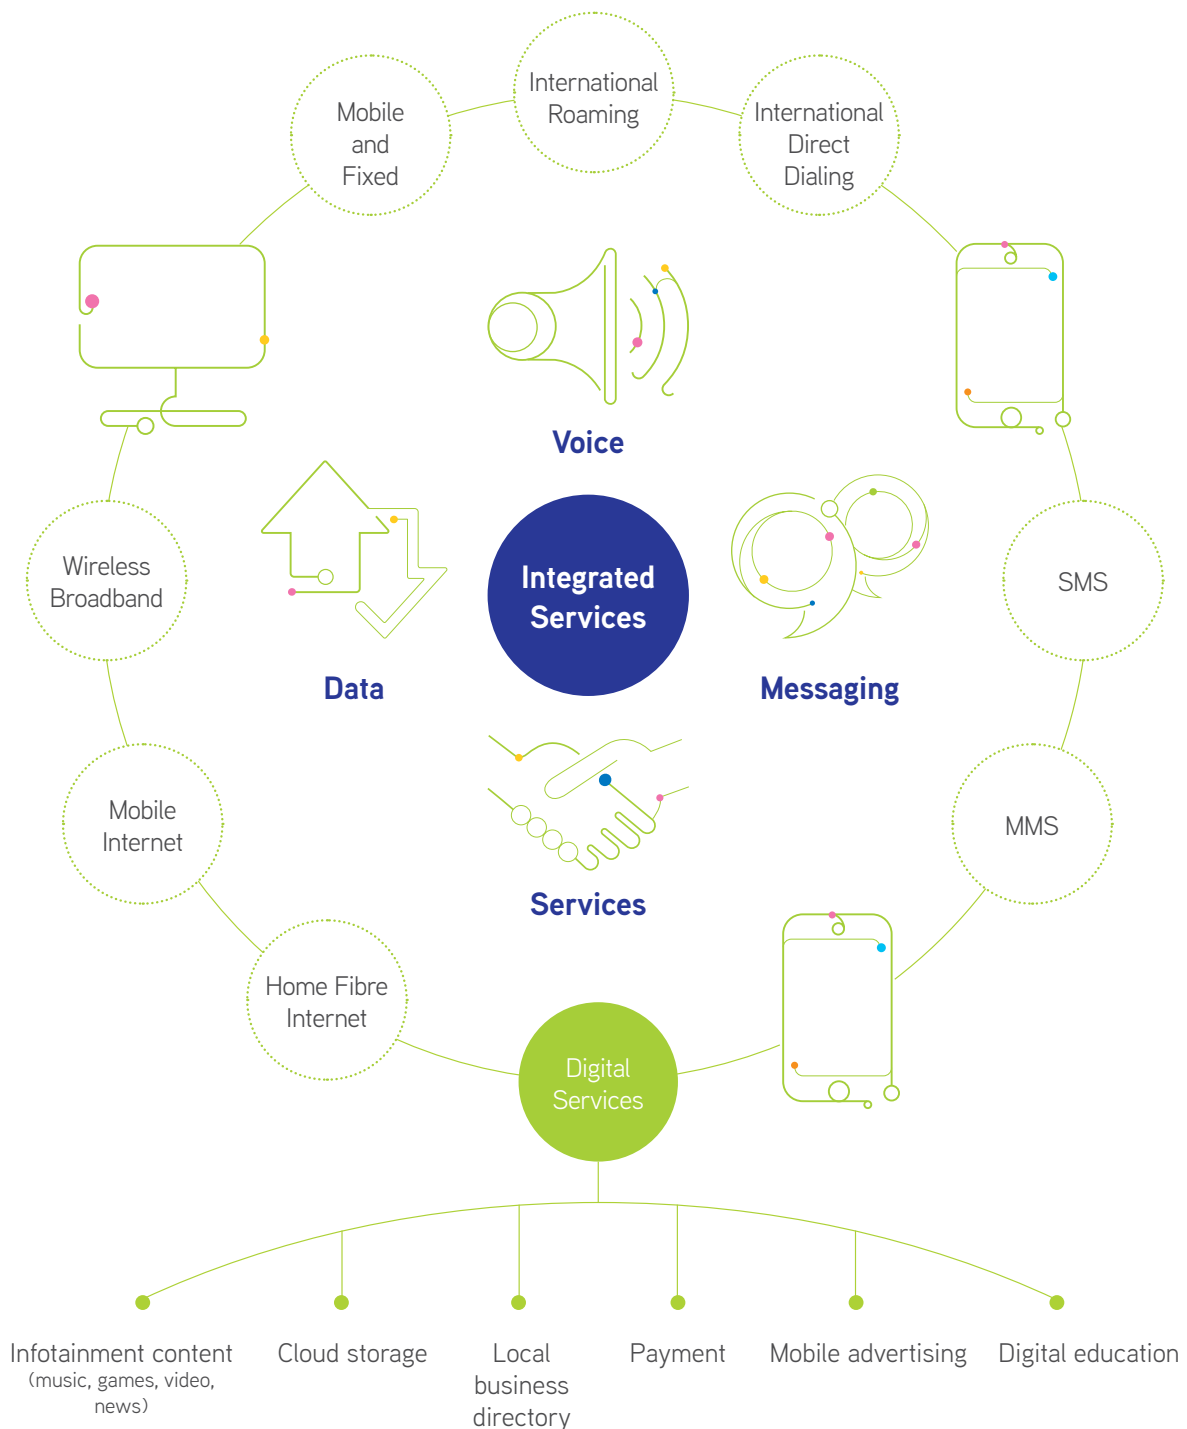 International
Roaming
Mobile
and
Fixed
International
Direct
Dialing
Voice
Integrated
Services
Wireless
Broadband
SMS
Data
Messaging
Mobile
Internet
MMS
Services
Home Fibre
Internet
Digital
Services
Infotainment content
(music, games, video,
news)
Cloud storage
Local
business
directory
Payment
Mobile advertising
Digital education